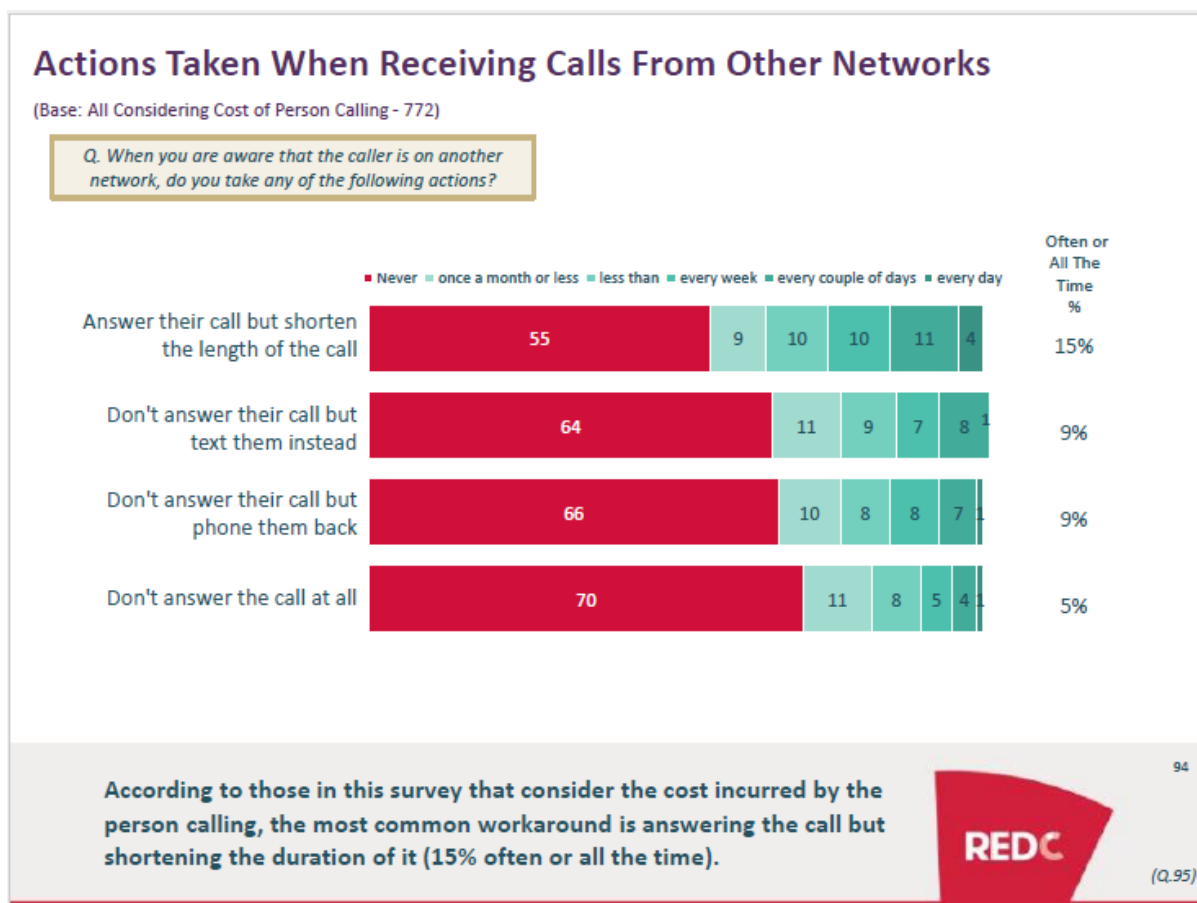 Actions Taken When Receiving Calls From Other Networks
(Base: All Considering Cost of Person Calling - 772)
Q. When you are aware that the caller is on another
network, do you take any of the following actions?
Often or
All The
Time
%
Never once a month or less less than every week every couple of days every day
Answer their call but shorten
the length of the call
55 9 10 10 11 4
15%
Don't answer their call but
text them instead
64 11 9 7 8 1
9%
Don't answer their call but
phone them back
66 10 8 8 7 1
9%
Don't answer the call at all
70 11 8 5 4 1
5%
According to those in this survey that consider the cost incurred by the
person calling, the most common workaround is answering the call but
shortening the duration of it (15% often or all the time).
REDC
94
(Q.95)